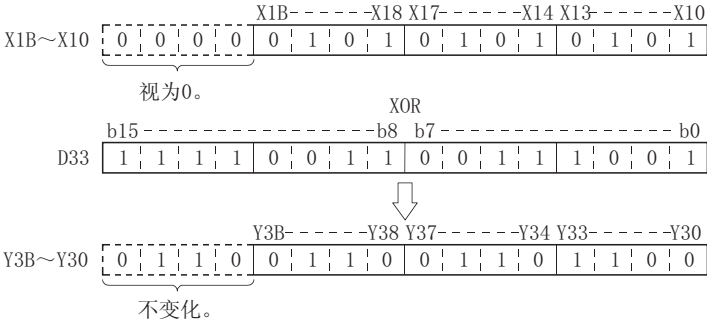 X1B------X18 X17------X14 X13------X10
X1B～X10 0 0 0 0 0 1 0 1 0 1 0 1 0 1 0 1
视为0。
XOR
b15------b8 b7------b0
D33 1 1 1 1 0 0 1 1 0 0 1 1 1 0 0 1
Y3B------Y38 Y37------Y34 Y33------Y30
Y3B～Y30 0 1 1 0 0 1 1 0 0 1 1 0 1 1 0 0
不变化。